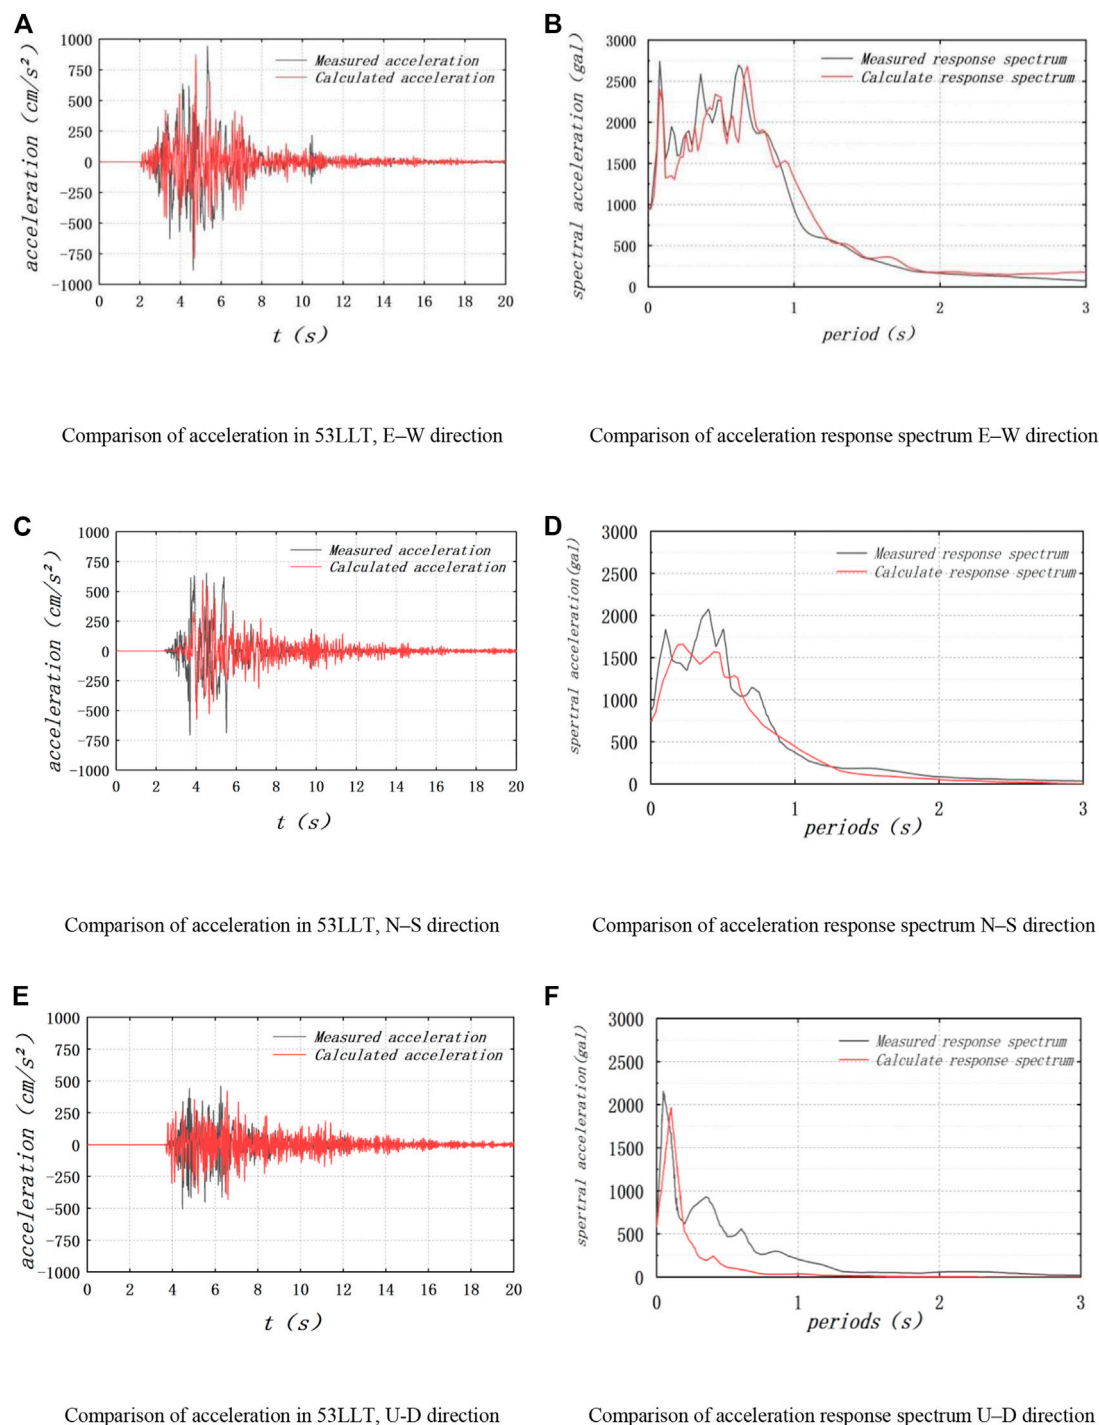 A
acceleration (cm/s²)
1000
750
500
250
0
-250
-500
-750
-1000
Measured acceleration
Calculated acceleration
0 2 4 6 8 10 12 14 16 18 20
t (s)
Comparison of acceleration in 53LLT, E–W direction
B
spectral acceleration (gal)
3000
2500
2000
1500
1000
500
0
Measured response spectrum
Calculate response spectrum
0 1 2 3
period (s)
Comparison of acceleration response spectrum E–W direction
C
acceleration (cm/s²)
1000
750
500
250
0
-250
-500
-750
-1000
Measured acceleration
Calculated acceleration
0 2 4 6 8 10 12 14 16 18 20
t (s)
Comparison of acceleration in 53LLT, N–S direction
D
spertral acceleration(gal)
3000
2500
2000
1500
1000
500
0
Measured response spectrum
Calculate response spectrum
0 1 2 3
periods (s)
Comparison of acceleration response spectrum N–S direction
E
acceleration (cm/s²)
1000
750
500
250
0
-250
-500
-750
-1000
Measured acceleration
Calculated acceleration
0 2 4 6 8 10 12 14 16 18 20
t (s)
Comparison of acceleration in 53LLT, U-D direction
F
spertral acceleration(gal)
3000
2500
2000
1500
1000
500
0
Measured response spectrum
Calculate response spectrum
0 1 2 3
periods (s)
Comparison of acceleration response spectrum U–D direction